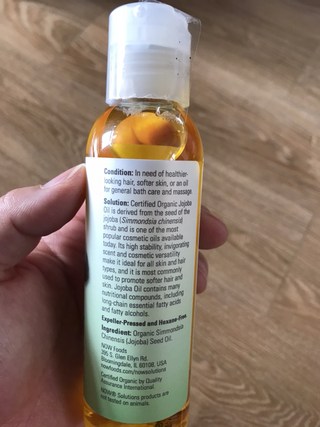 Condition: In need of healthier-
looking hair, softer skin, or an oil
for general bath care and massage.
Solution: Certified Organic Jojoba
Oil is derived from the seed of the
jojoba (Simmondsia chinensis)
shrub and is one of the most
popular cosmetic oils available
today. Its high stability, invigorating
scent and cosmetic versatility
make it ideal for all skin and hair
types, and it is most commonly
used to promote softer hair and
skin. Jojoba Oil contains many
nutritional compounds, including
long-chain essential fatty acids
and fatty alcohols.
Expeller-Pressed and Hexane-Free
Ingredient: Organic Simmondsia
Chinensis (Jojoba) Seed Oil.
NOW Foods
395 S. Glen Ellyn Rd.
Bloomingdale, IL 60108, USA
nowfoods.com/nowsolutions
Certified Organic by Quality
Assurance International.
NOW® Solutions products are
not tested on animals.